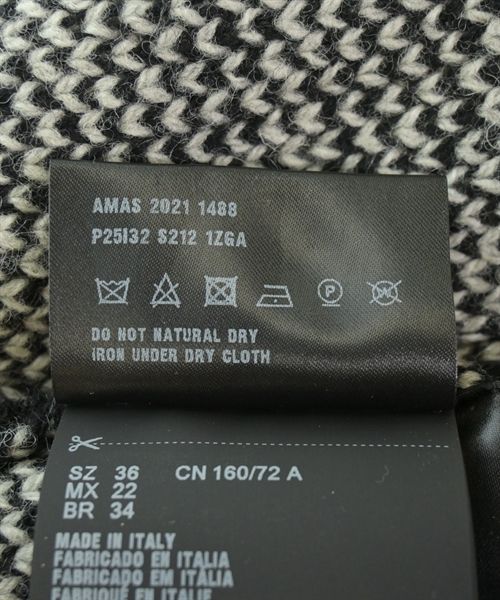 AMAS 2021 1488
P25I32 S212 1ZGA
P
DO NOT NATURAL DRY
IRON UNDER DRY CLOTH
SZ 36 CN 160/72 A
MX 22
BR 34
MADE IN ITALY
FABRICADO EN ITALIA
FABRICADO EM ITALIA
FABRIQUÉ EN ITALIE